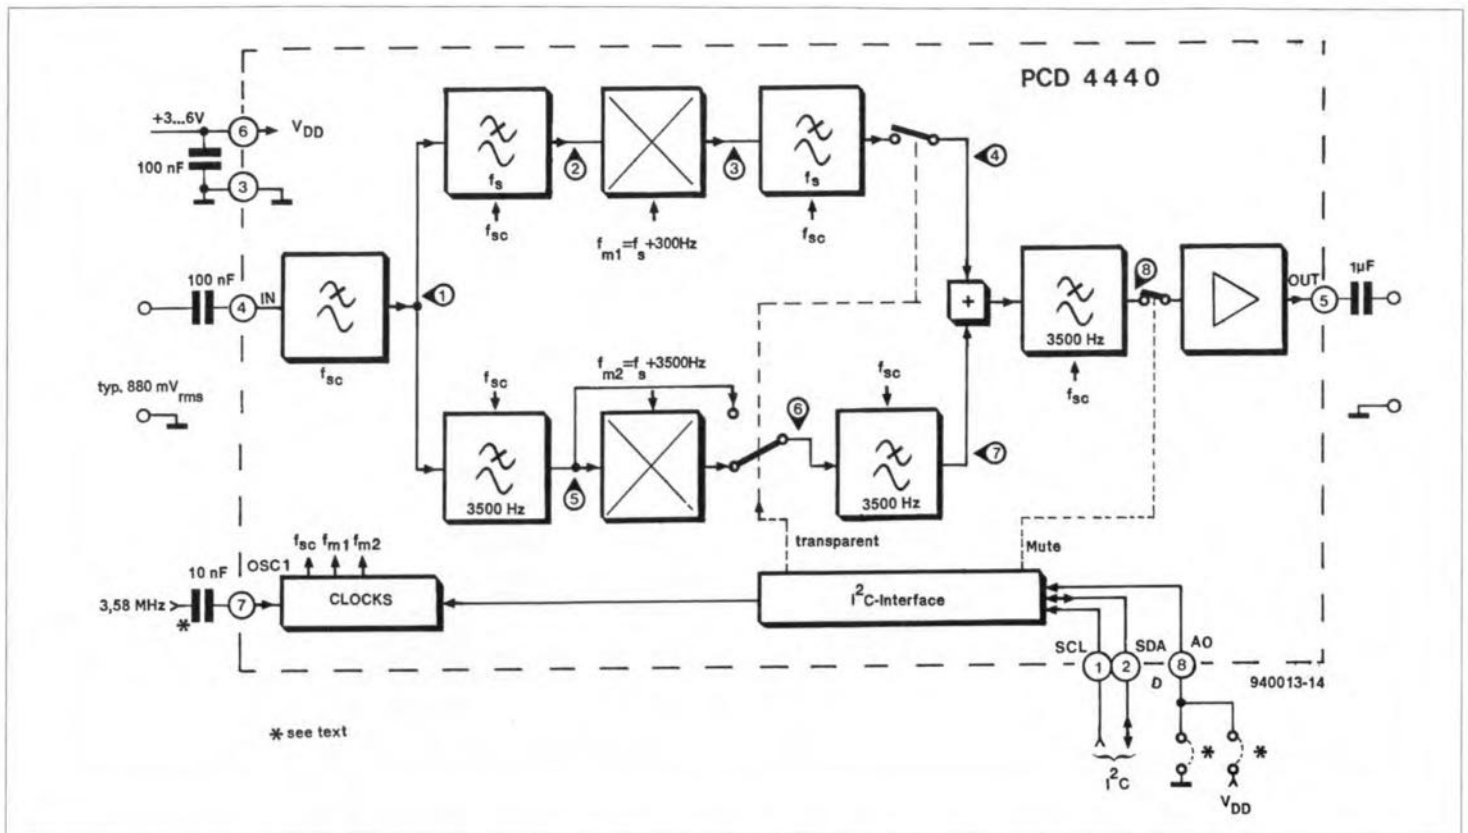 PCD 4440
+3...6V
6
VDD
100 nF
3
fs
fsc
2
fm1=fs+300Hz
3
fs
fsc
4
100 nF
4
IN
fsc
typ. 880 mVrms
1
+
3500 Hz
fsc
8
OUT
5
1µF
fsc
3500 Hz
5
fm2=fs+3500Hz
6
fsc
3500 Hz
7
transparent
Mute
fsc fm1 fm2
OSC1
10 nF
3,58 MHz
*
7
CLOCKS
I2C-Interface
SCL
SDA
AO
1
2
8
D
940013-14
* see text
I2C
*
*
VDD